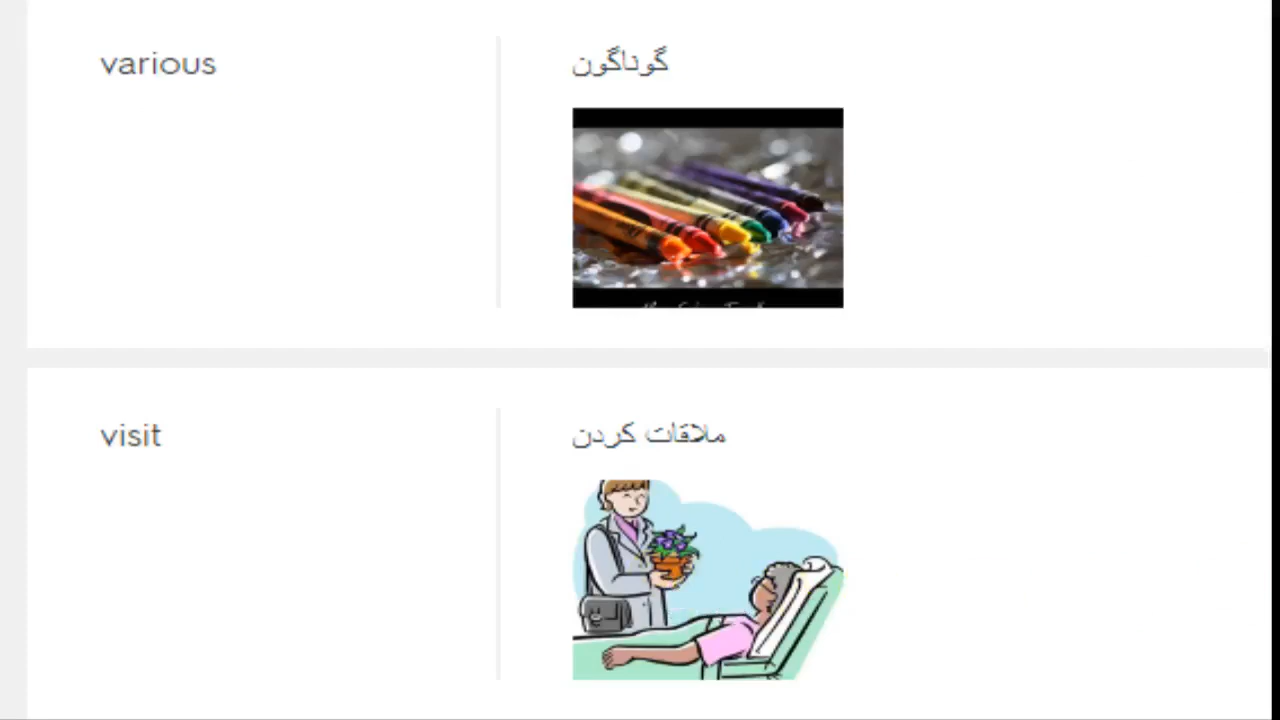 various
گوناگون
visit
ملاقات کردن